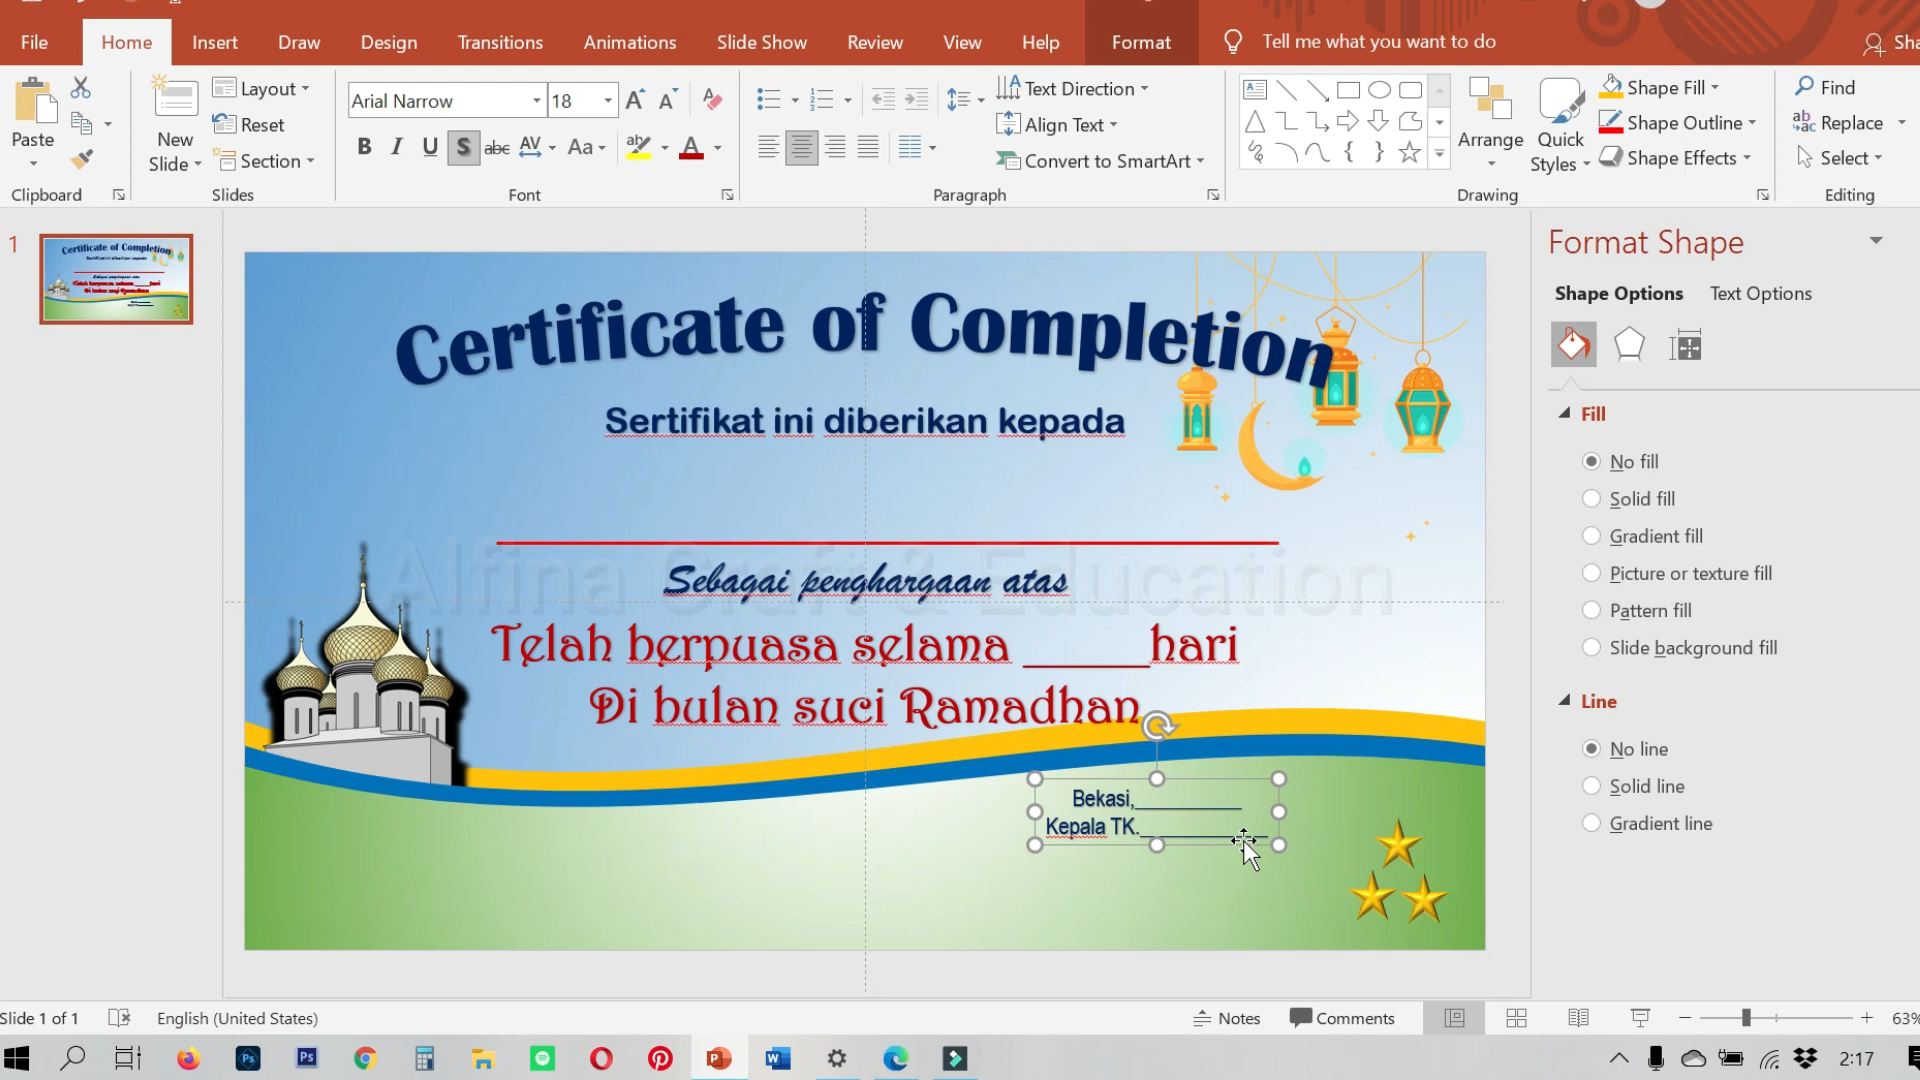 File Home Insert Draw Design Transitions Animations Slide Show Review View Help Format Tell me what you want to do
Paste
Clipboard
New
Slide
Layout
Reset
Section
Slides
Arial Narrow 18
B I U S abc AV Aa A
Font
Paragraph
Text Direction
Align Text
Convert to SmartArt
Arrange
Quick
Styles
Shape Fill
Shape Outline
Shape Effects
Drawing
Find
Replace
Select
Editing
1
Certificate of Completion
Sertifikat ini diberikan kepada
Alfina Craft & Education
Sebagai penghargaan atas
Telah berpuasa selama ______hari
Di bulan suci Ramadhan
Bekasi,__________
Kepala TK.____________
Format Shape
Shape Options Text Options
Fill
No fill
Solid fill
Gradient fill
Picture or texture fill
Pattern fill
Slide background fill
Line
No line
Solid line
Gradient line
Slide 1 of 1 English (United States) Notes Comments 63%
2:17